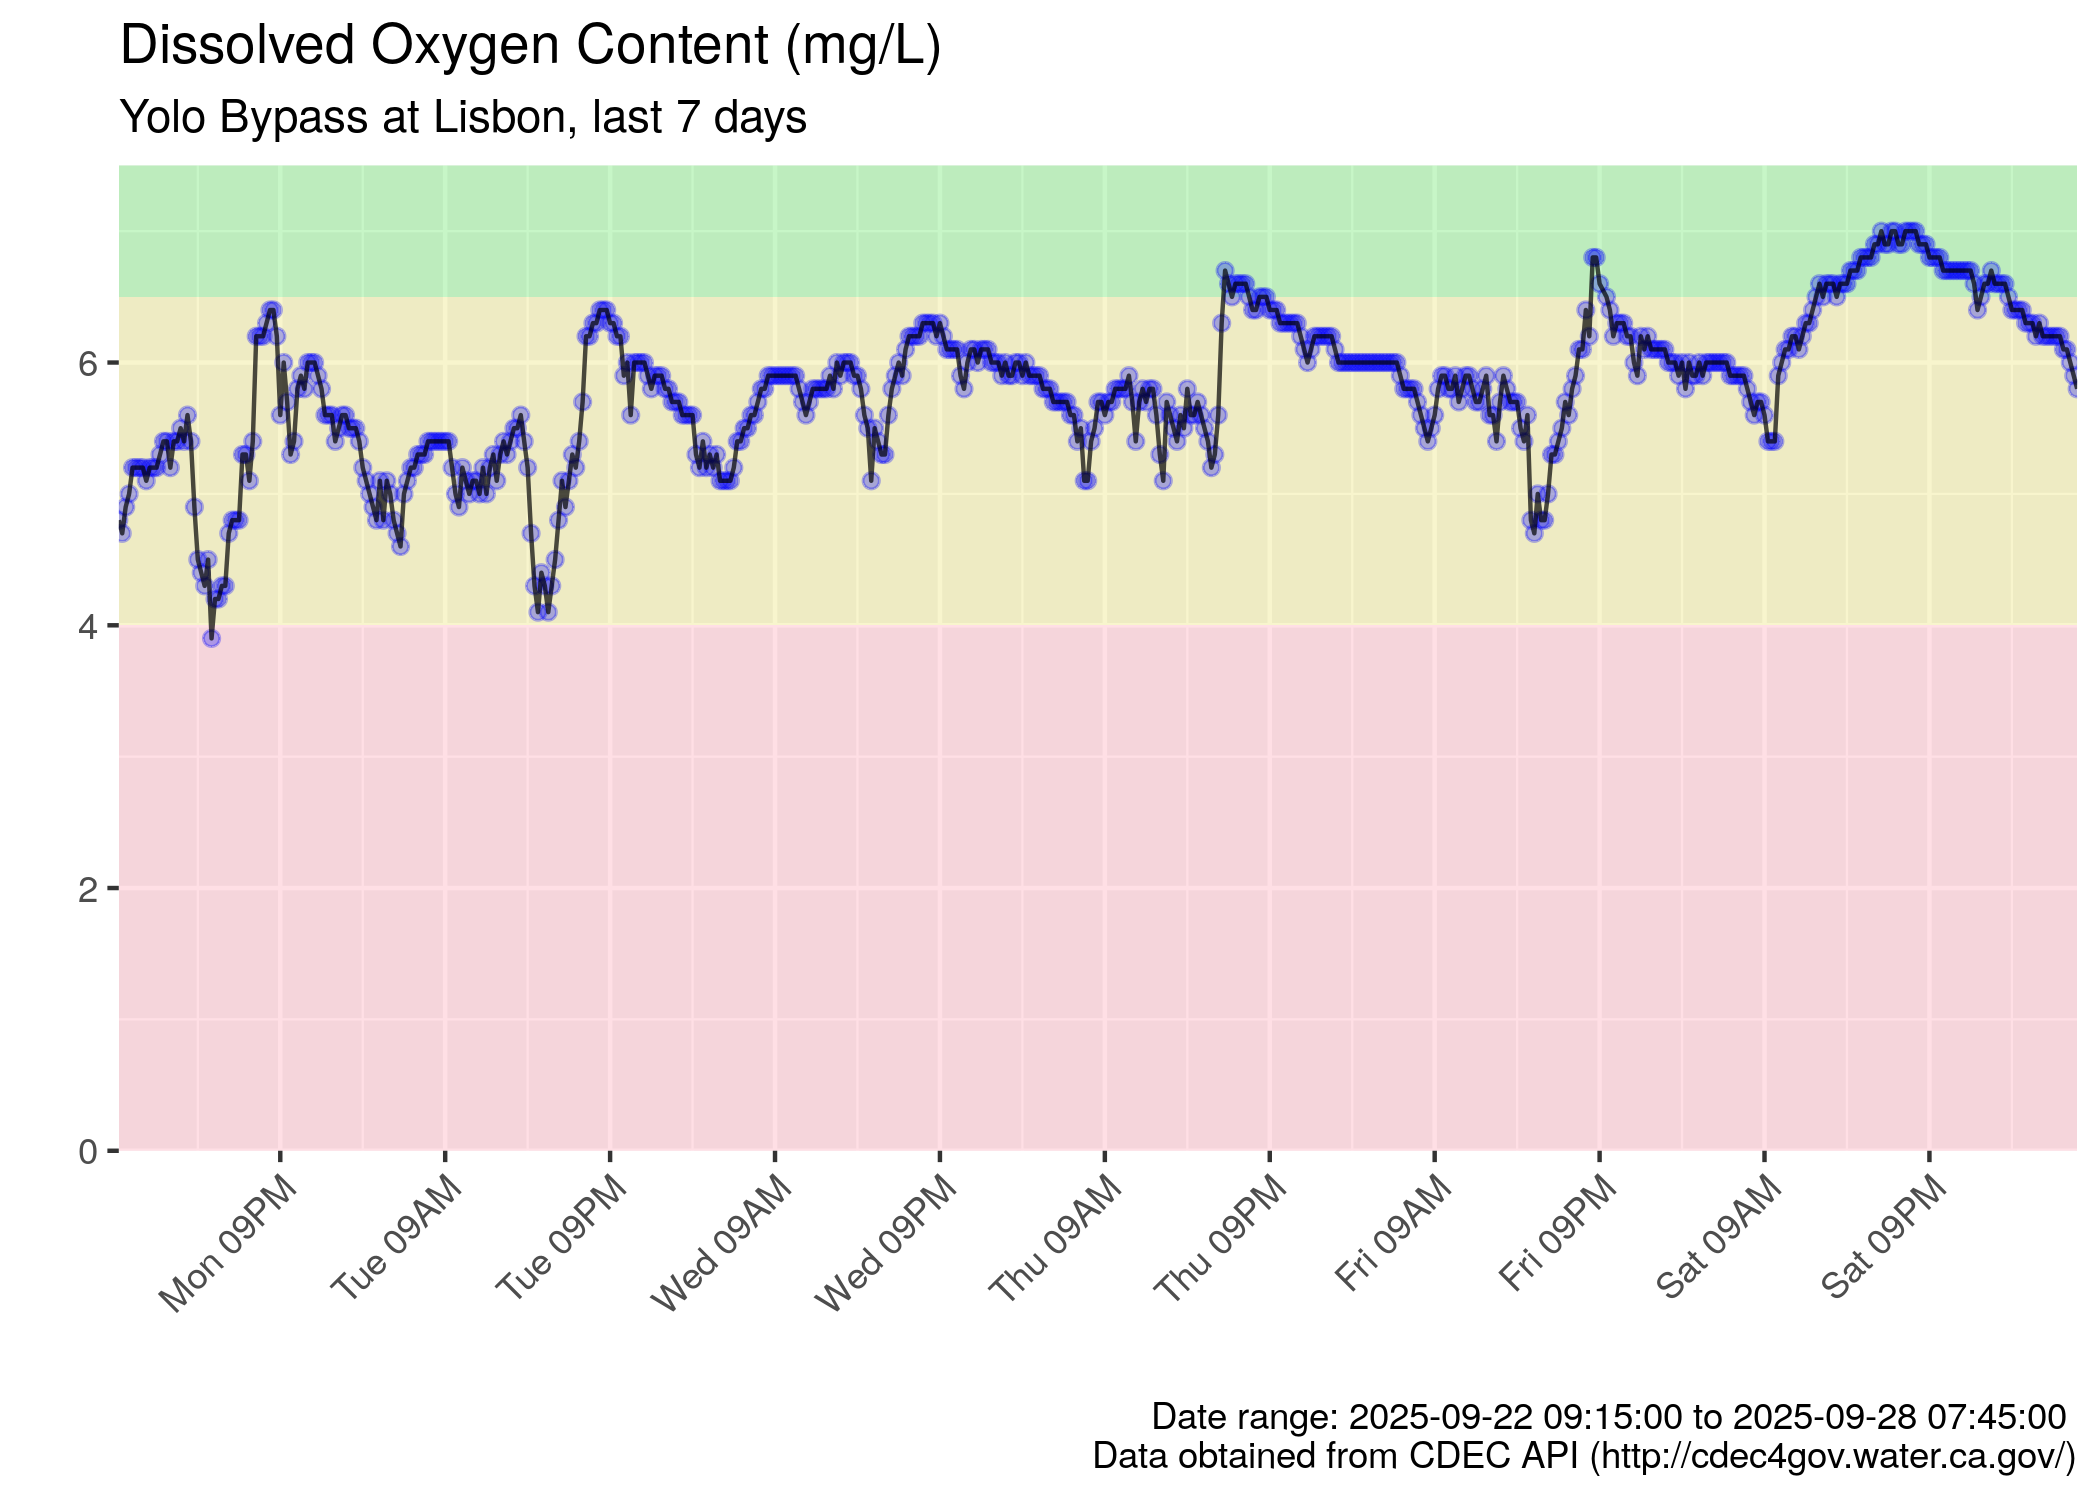 Dissolved Oxygen Content (mg/L)
Yolo Bypass at Lisbon, last 7 days
6
4
2
0
Mon 09PM
Tue 09AM
Tue 09PM
Wed 09AM
Wed 09PM
Thu 09AM
Thu 09PM
Fri 09AM
Fri 09PM
Sat 09AM
Sat 09PM
Date range: 2025-09-22 09:15:00 to 2025-09-28 07:45:00
Data obtained from CDEC API (http://cdec4gov.water.ca.gov/)